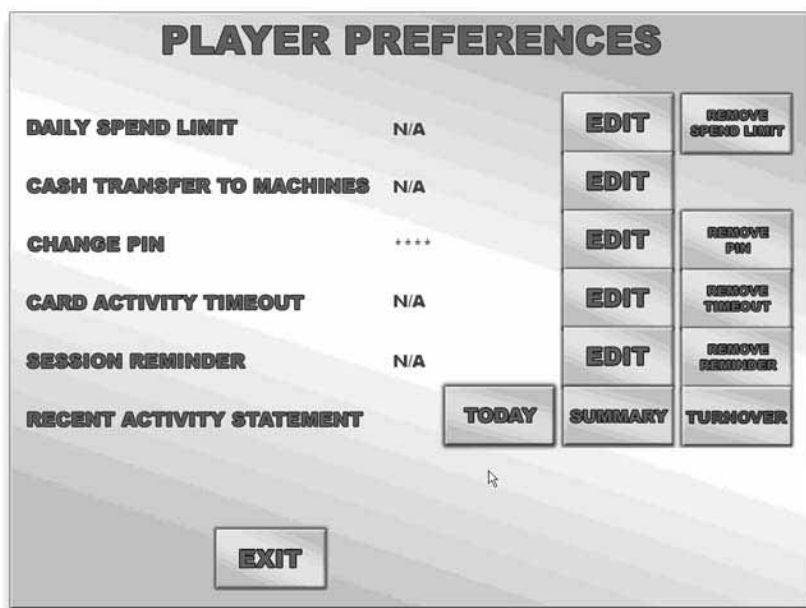 PLAYER PREFERENCES
DAILY SPEND LIMIT N/A EDIT REMOVE SPEND LIMIT
CASH TRANSFER TO MACHINES N/A EDIT
CHANGE PIN **** EDIT REMOVE PIN
CARD ACTIVITY TIMEOUT N/A EDIT REMOVE TIMEOUT
SESSION REMINDER N/A EDIT REMOVE REMINDER
RECENT ACTIVITY STATEMENT TODAY SUMMARY TURNOVER
EXIT